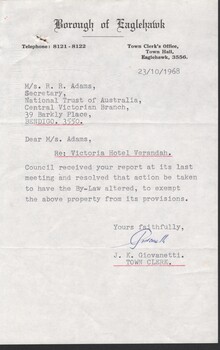 Borough of Eaglehawk
Telephone: 8121 - 8122
Town Clerk's Office,
Town Hall,
Eaglehawk, 3556.
23/10/1968
M/s. R. B. Adams,
Secretary,
National Trust of Australia,
Central Victorian Branch,
39 Barkly Place,
BENDIGO. 3550.
Dear M/s. Adams,
Re: Victoria Hotel Verandah.
Council received your report at its last
meeting and resolved that action be taken
to have the By-Law altered, to exempt
the above property from its provisions.
Yours faithfully,
J. K. Giovanetti.
TOWN CLERK.